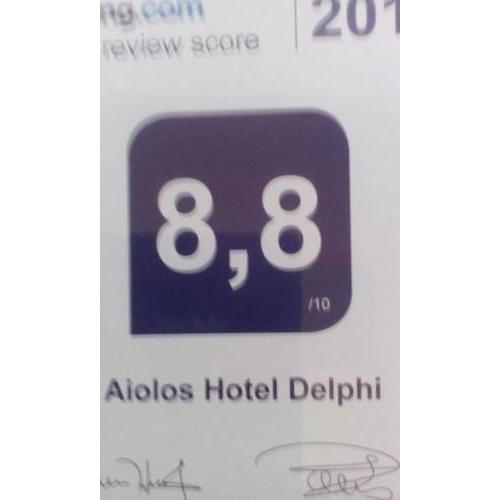 ng.com
review score
201
8,8
/10
Aiolos Hotel Delphi